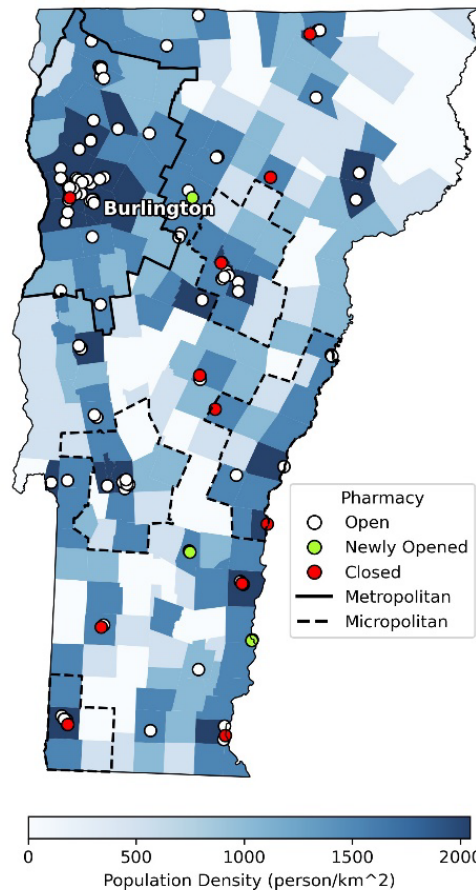 Burlington
Pharmacy
Open
Newly Opened
Closed
Metropolitan
Micropolitan
0 500 1000 1500 2000
Population Density (person/km^2)